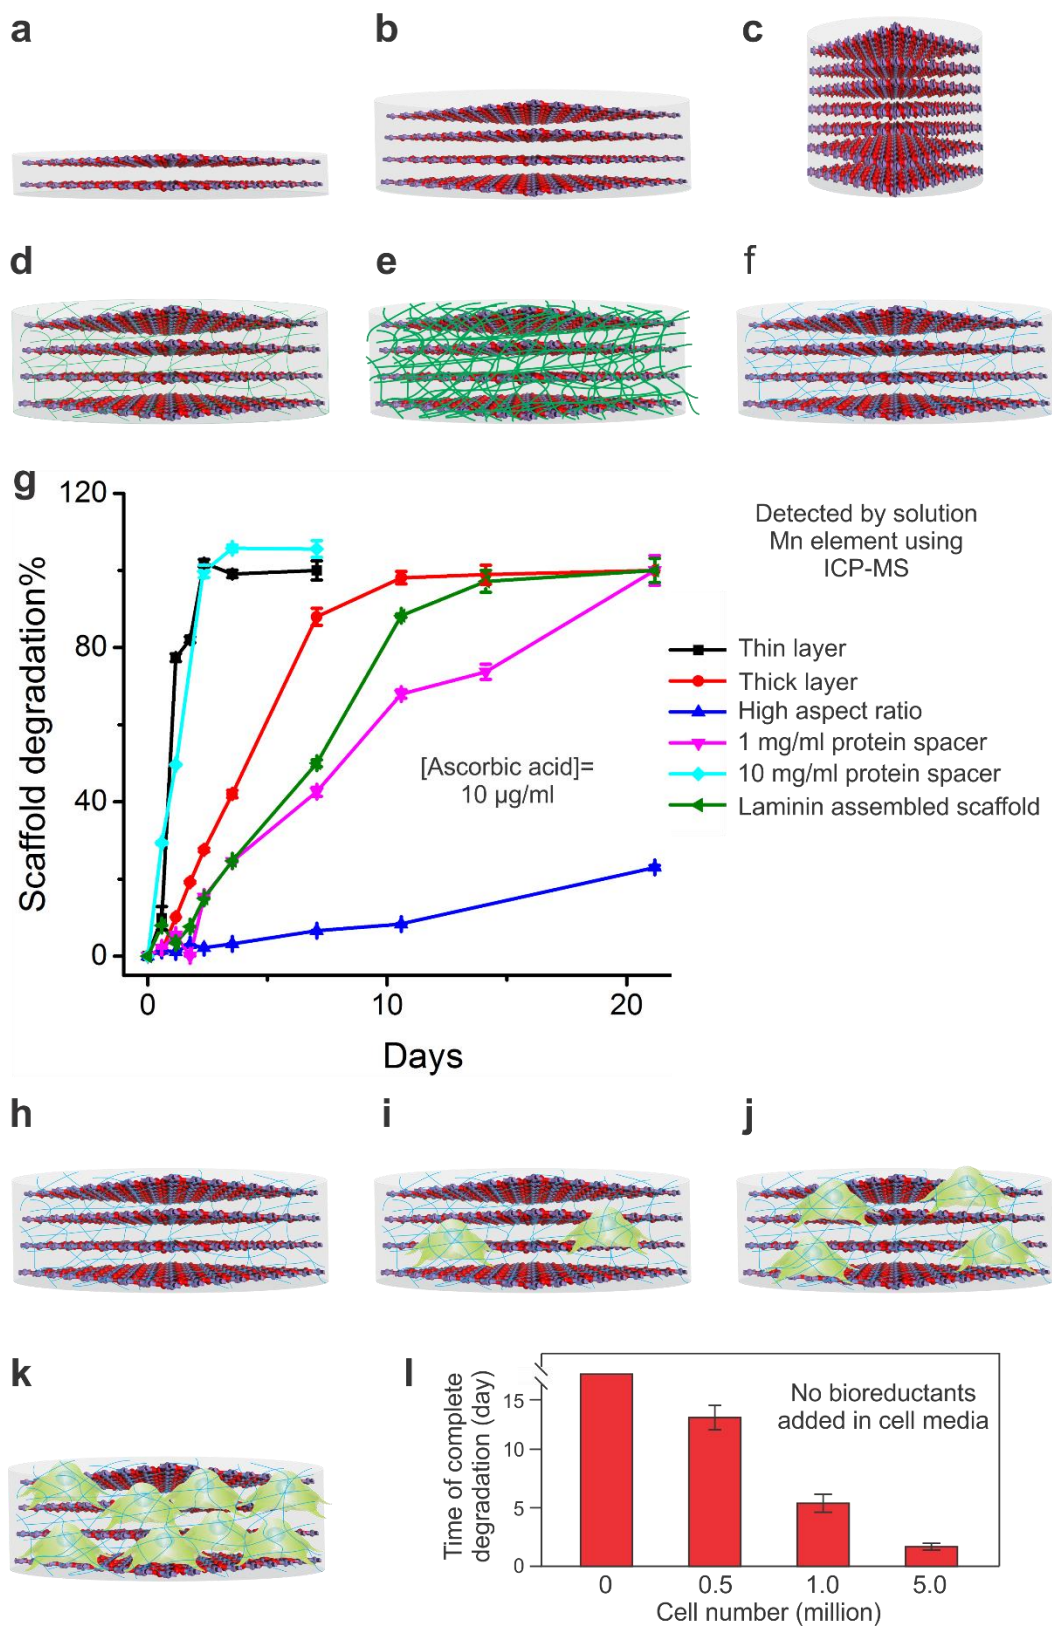 a
b
c
d
e
f
g
120
80
40
0
Scaffold degradation%
0
10
20
Days
Detected by solution
Mn element using
ICP-MS
Thin layer
Thick layer
High aspect ratio
1 mg/ml protein spacer
10 mg/ml protein spacer
Laminin assembled scaffold
[Ascorbic acid]=
10 µg/ml
h
i
j
k
l
Time of complete
degradation (day)
15
10
5
0
No bioreductants
added in cell media
0
0.5
1.0
5.0
Cell number (million)